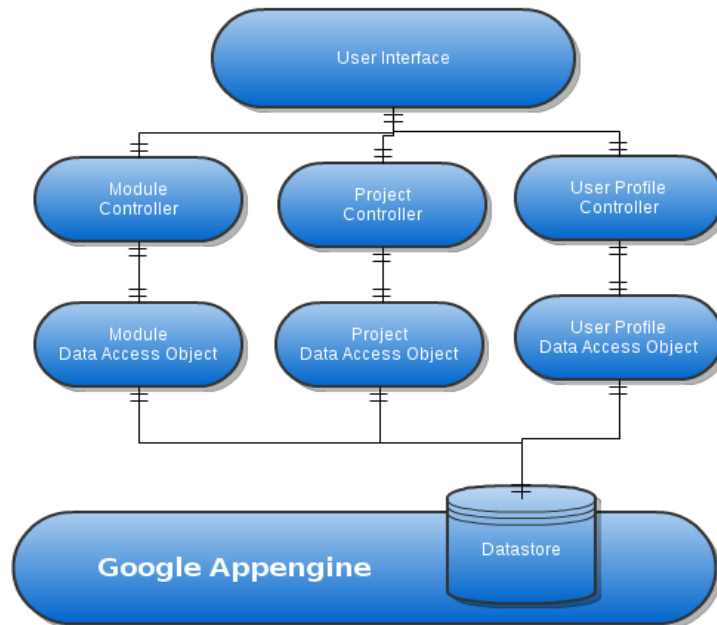 User Interface
Module
Controller
Project
Controller
User Profile
Controller
Module
Data Access Object
Project
Data Access Object
User Profile
Data Access Object
Datastore
Google Appengine